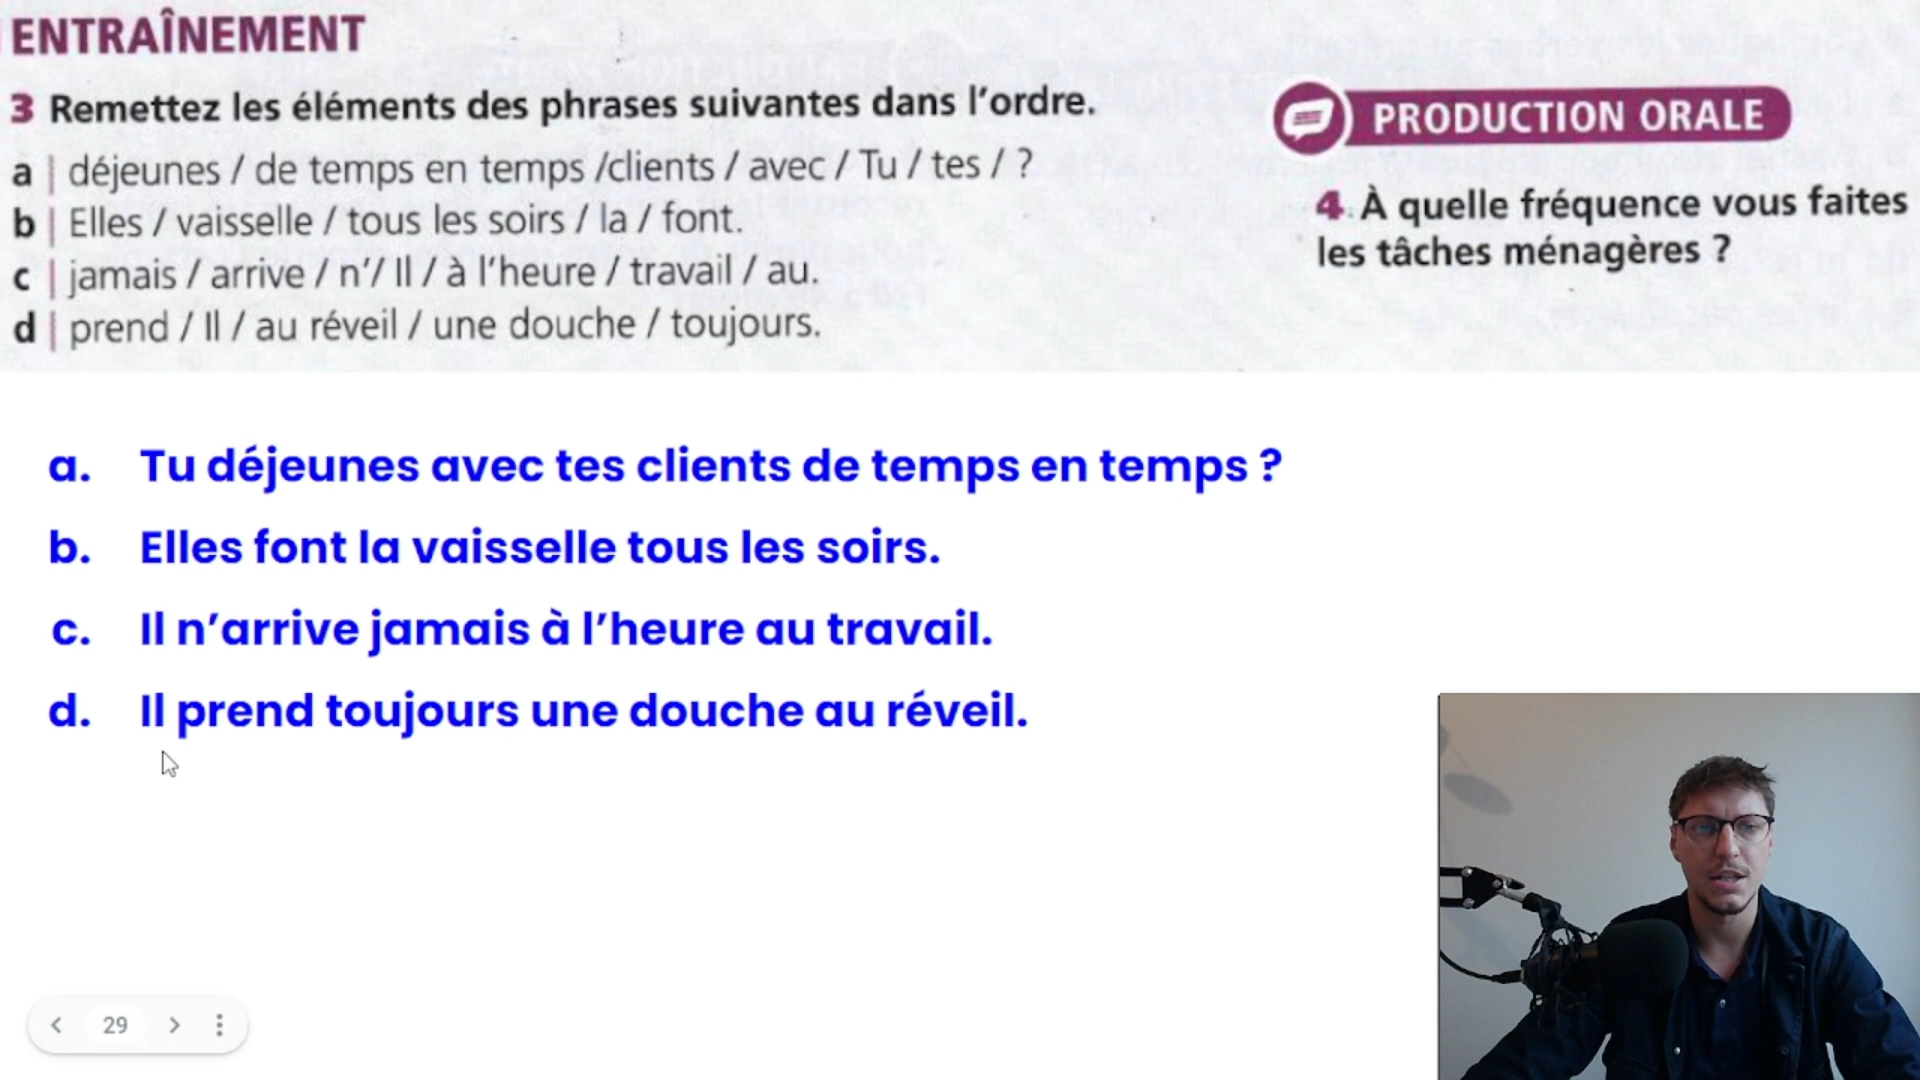 ENTRAÎNEMENT
3 Remettez les éléments des phrases suivantes dans l'ordre.
a | déjeunes / de temps en temps /clients / avec / Tu / tes / ?
b | Elles / vaisselle / tous les soirs / la / font.
c | jamais / arrive / n'/ Il / à l'heure / travail / au.
d | prend / Il / au réveil / une douche / toujours.
PRODUCTION ORALE
4. À quelle fréquence vous faites
les tâches ménagères ?
a. Tu déjeunes avec tes clients de temps en temps ?
b. Elles font la vaisselle tous les soirs.
c. Il n'arrive jamais à l'heure au travail.
d. Il prend toujours une douche au réveil.
29